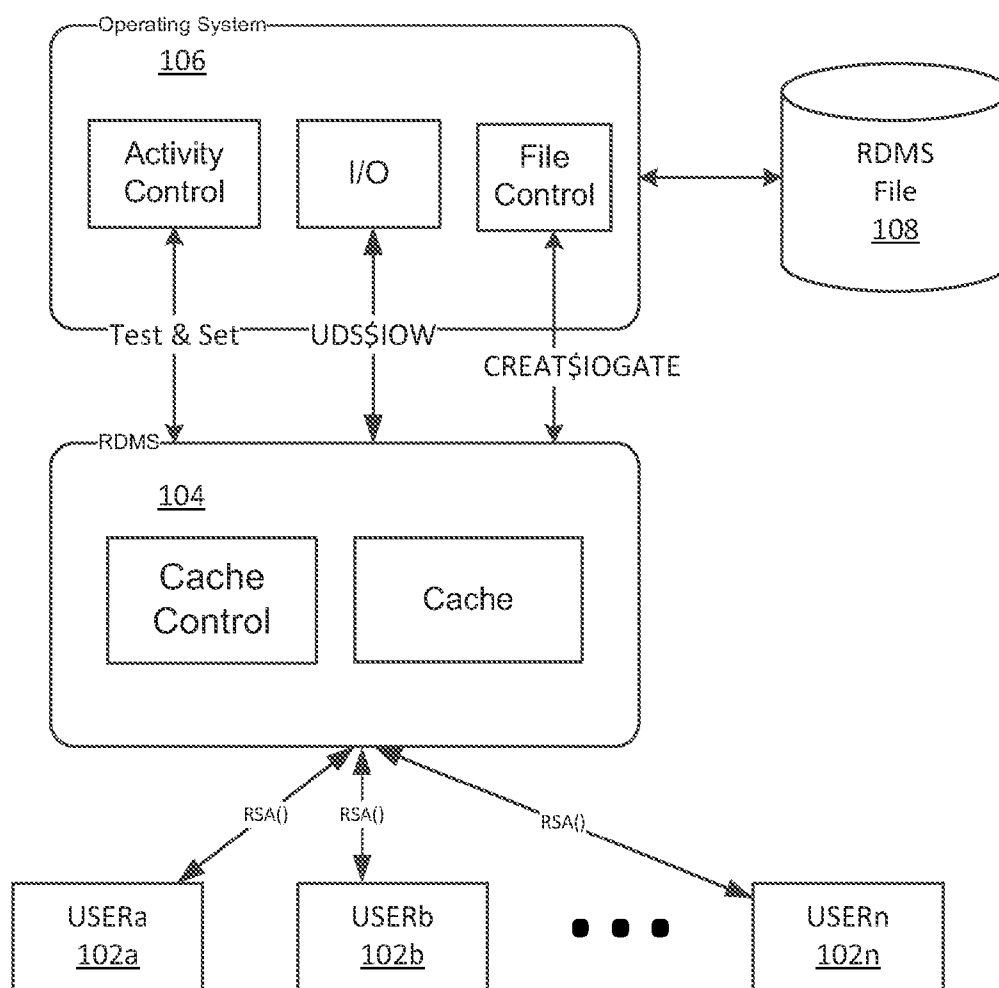 Operating System
106
Activity
Control
I/O
File
Control
RDMS
File
108
Test & Set
UDS$IOW
CREAT$IOGATE
RDMS
104
Cache
Control
Cache
RSA()
RSA()
RSA()
USERa
102a
USERb
102b
USERn
102n